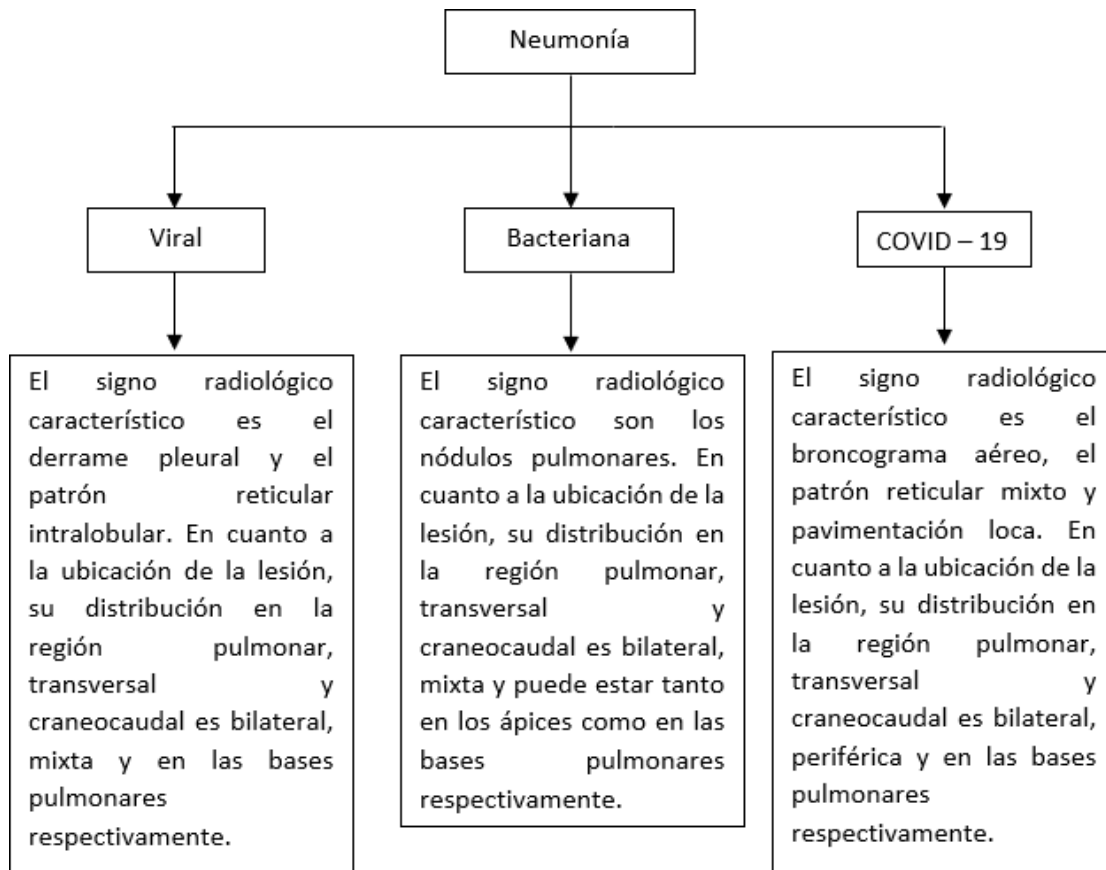 Neumonía
Viral
Bacteriana
COVID – 19
El signo radiológico
característico es el
derrame pleural y el
patrón reticular
intralobular. En cuanto a
la ubicación de la lesión,
su distribución en la
región pulmonar,
transversal y
craneocaudal es bilateral,
mixta y en las bases
pulmonares
respectivamente.
El signo radiológico
característico son los
nódulos pulmonares. En
cuanto a la ubicación de la
lesión, su distribución en
la región pulmonar,
transversal y
craneocaudal es bilateral,
mixta y puede estar tanto
en los ápices como en las
bases pulmonares
respectivamente.
El signo radiológico
característico es el
broncograma aéreo, el
patrón reticular mixto y
pavimentación loca. En
cuanto a la ubicación de la
lesión, su distribución en
la región pulmonar,
transversal y
craneocaudal es bilateral,
periférica y en las bases
pulmonares
respectivamente.